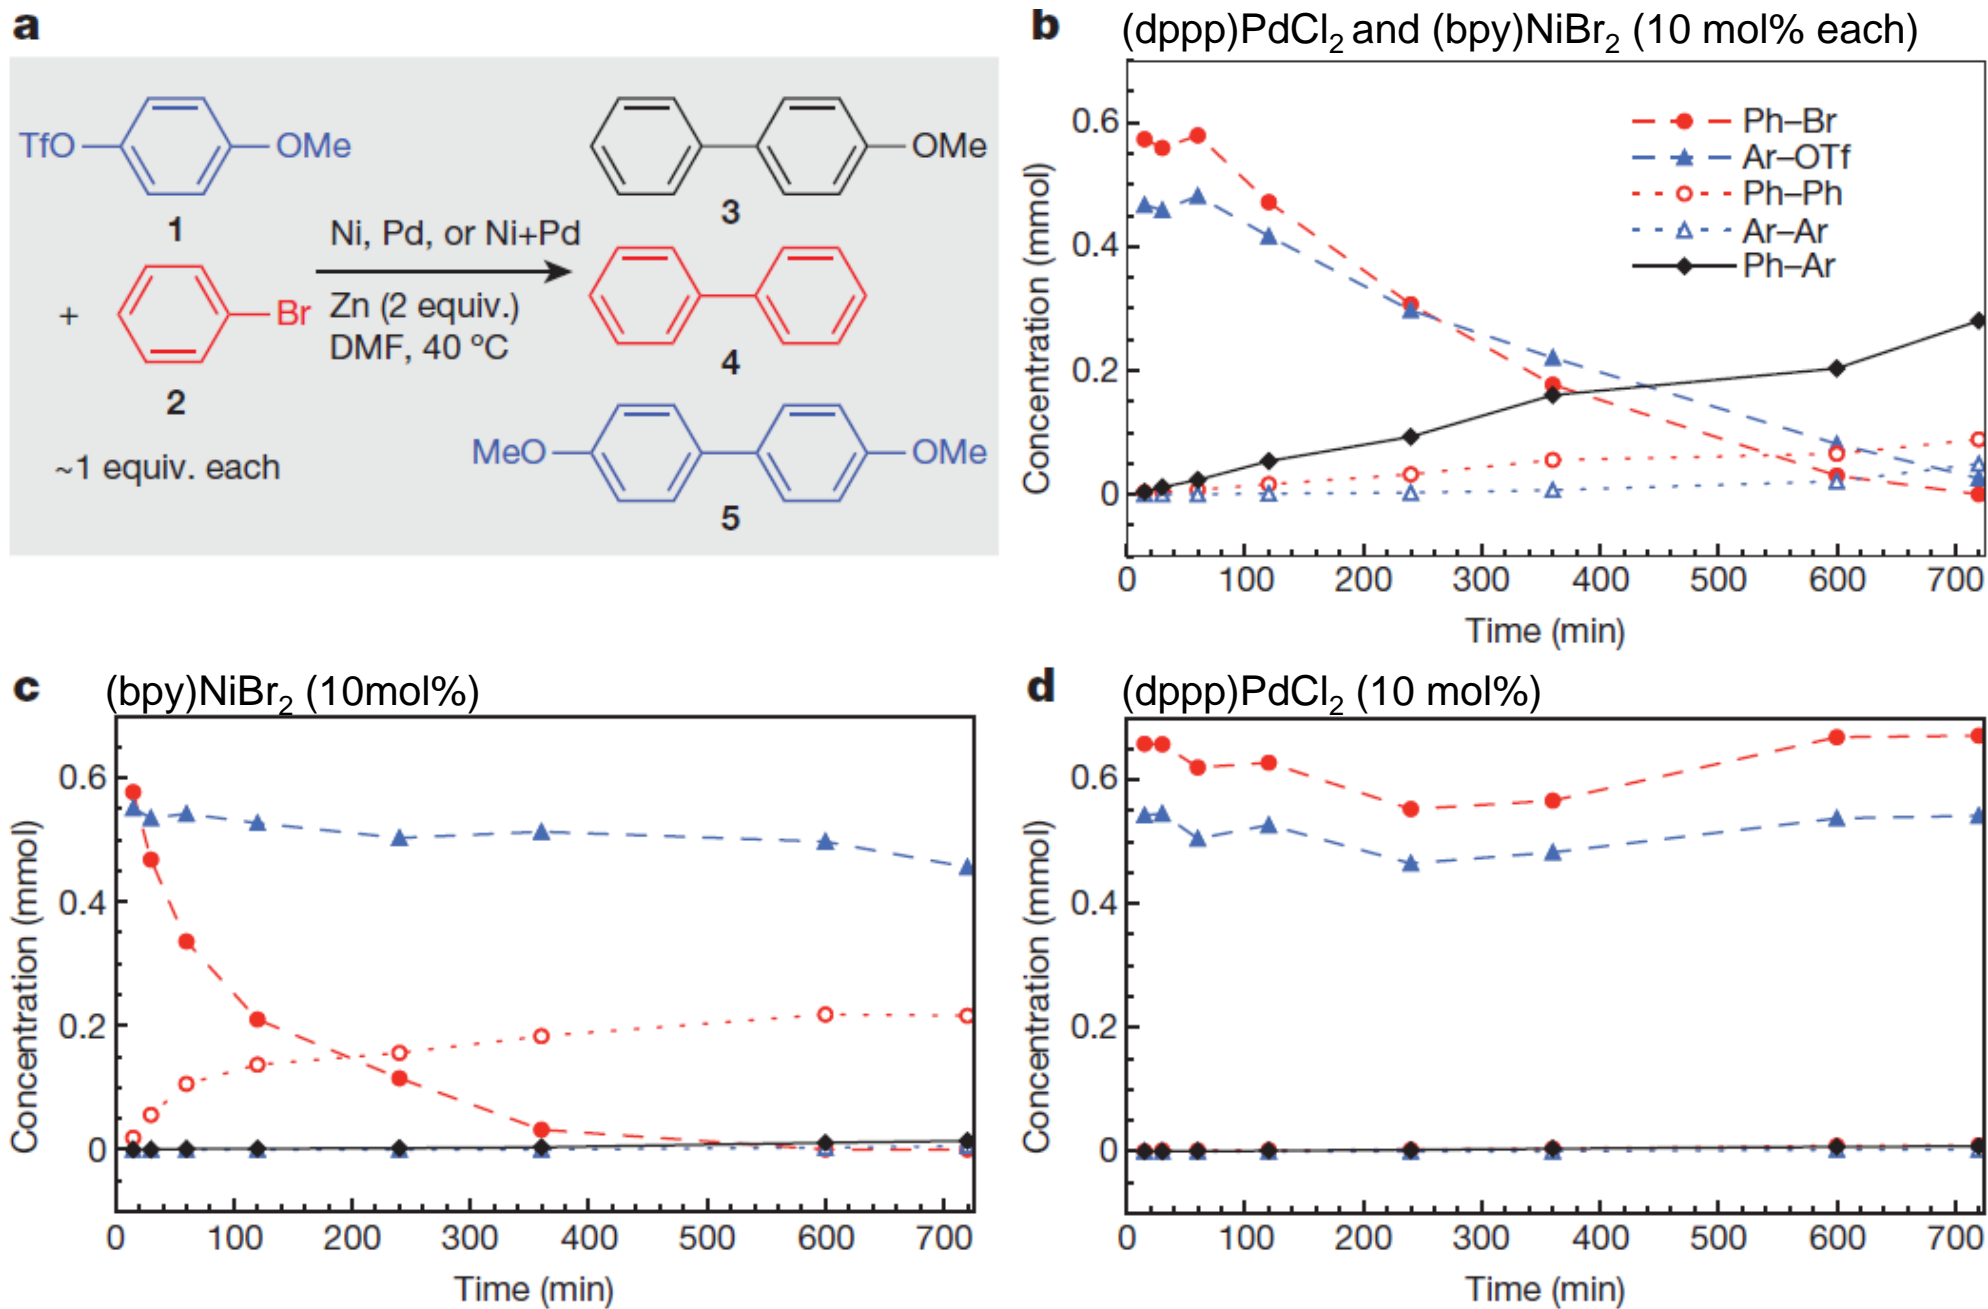 a
TfO
OMe
1
+
Br
2
~1 equiv. each
Ni, Pd, or Ni+Pd
Zn (2 equiv.)
DMF, 40 ºC
OMe
3
4
MeO
OMe
5
b
(dppp)PdCl₂ and (bpy)NiBr₂ (10 mol% each)
Ph–Br
Ar–OTf
Ph–Ph
Ar–Ar
Ph–Ar
Concentration (mmol)
0.6
0.4
0.2
0
0 100 200 300 400 500 600 700
Time (min)
c
(bpy)NiBr₂ (10mol%)
Concentration (mmol)
0.6
0.4
0.2
0
0 100 200 300 400 500 600 700
Time (min)
d
(dppp)PdCl₂ (10 mol%)
Concentration (mmol)
0.6
0.4
0.2
0
0 100 200 300 400 500 600 700
Time (min)